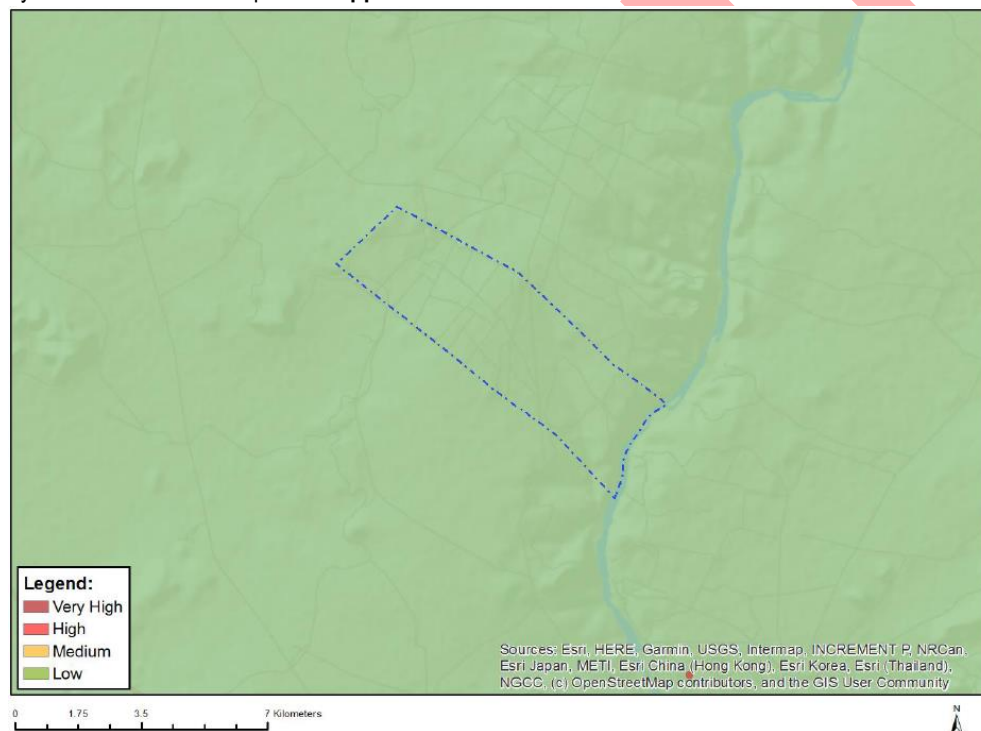 Legend:
Very High
High
Medium
Low
Sources: Esri, HERE, Garmin, USGS, Intermap, INCREMENT P, NRCan,
Esri Japan, METI, Esri China (Hong Kong), Esri Korea, Esri (Thailand),
NGCC, (c) OpenStreetMap contributors, and the GIS User Community
0 1.75 3.5 7 Kilometers
N